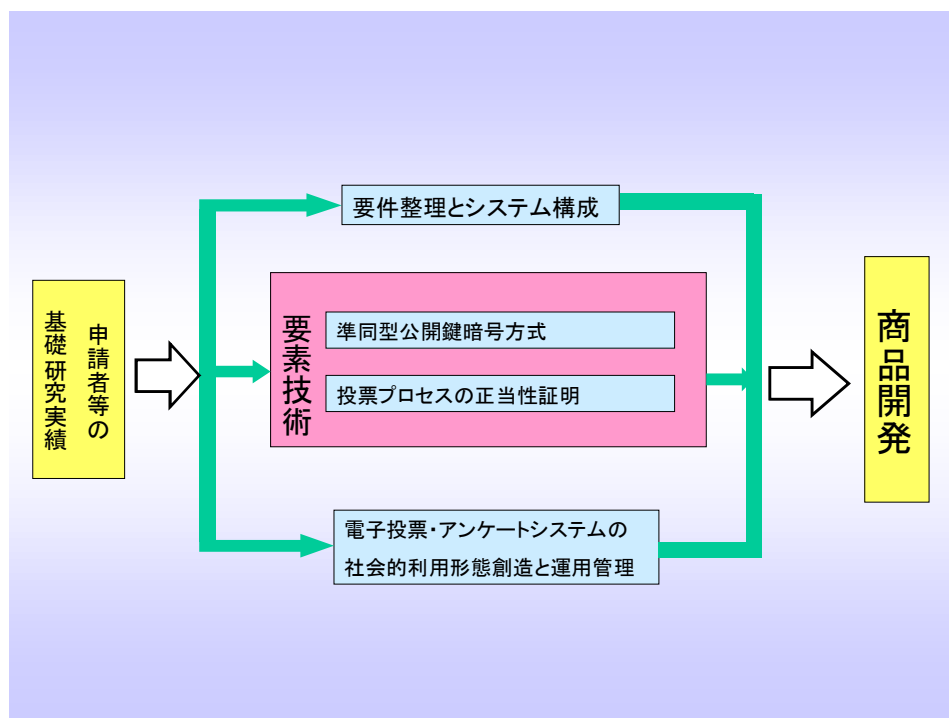 申請者等の
基礎研究実績
要件整理とシステム構成
要素技術
準同型公開鍵暗号方式
投票プロセスの正当性証明
電子投票・アンケートシステムの
社会的利用形態創造と運用管理
商品開発